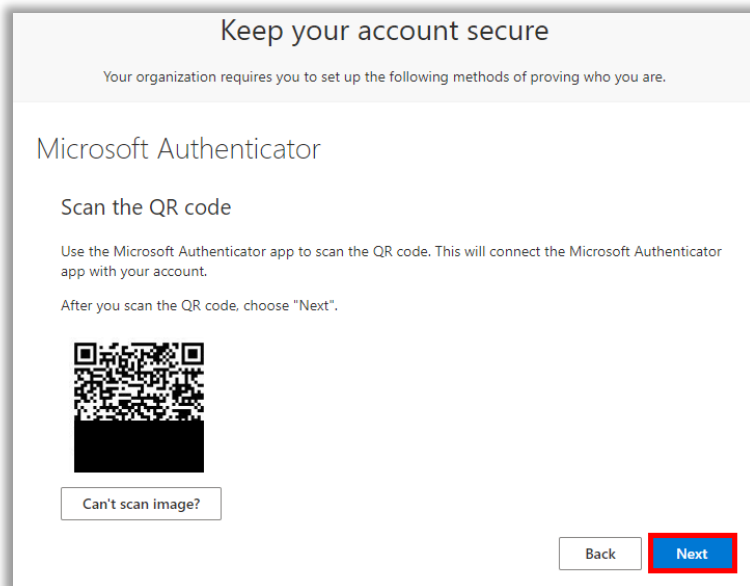 Keep your account secure
Your organization requires you to set up the following methods of proving who you are.
Microsoft Authenticator
Scan the QR code
Use the Microsoft Authenticator app to scan the QR code. This will connect the Microsoft Authenticator
app with your account.
After you scan the QR code, choose "Next".
Can't scan image?
Back
Next